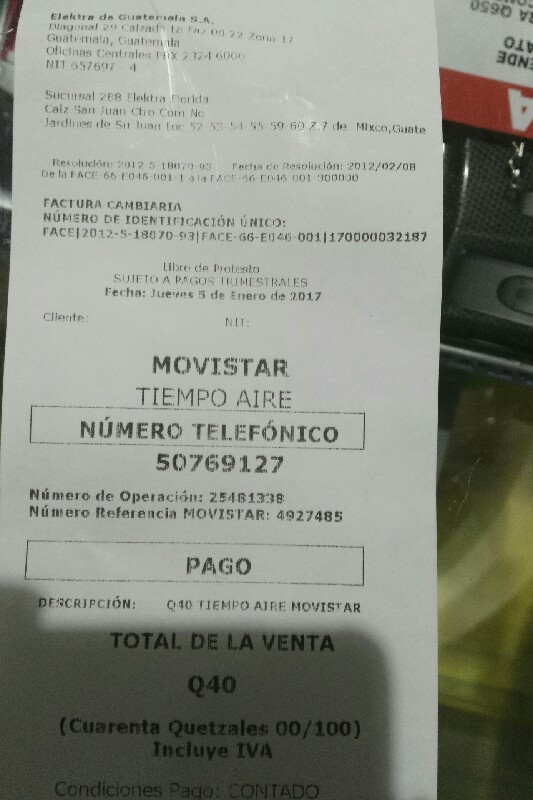 Elektra de Guatemala S.A.
Diagonal 29 Calzada La Paz 00-22 Zona 17
Guatemala, Guatemala
Oficinas Centrales PBX 2324 6000
NIT 657697 - 4
Sucursal 288 Elektra Florida
Calz San Juan Ctro Com No
Jardines de Sn Juan Loc 52-53-54-55-59-60 Z.7 de Mixco,Guate
Resolución: 2012-5-18070-93 Fecha de Resolución: 2012/02/08
De la FACE-66-E046-001-1 a la FACE-66-E046-001-900000
FACTURA CAMBIARIA
NÚMERO DE IDENTIFICACIÓN ÚNICO:
FACE|2012-5-18070-93|FACE-66-E046-001|170000032187
Libre de Protesto
SUJETO A PAGOS TRIMESTRALES
Fecha: Jueves 5 de Enero de 2017
Cliente: NIT:
MOVISTAR
TIEMPO AIRE
NÚMERO TELEFÓNICO
50769127
Número de Operación: 25481338
Número Referencia MOVISTAR: 4927485
PAGO
DESCRIPCIÓN: Q40 TIEMPO AIRE MOVISTAR
TOTAL DE LA VENTA
Q40
(Cuarenta Quetzales 00/100)
Incluye IVA
Condiciones Pago: CONTADO